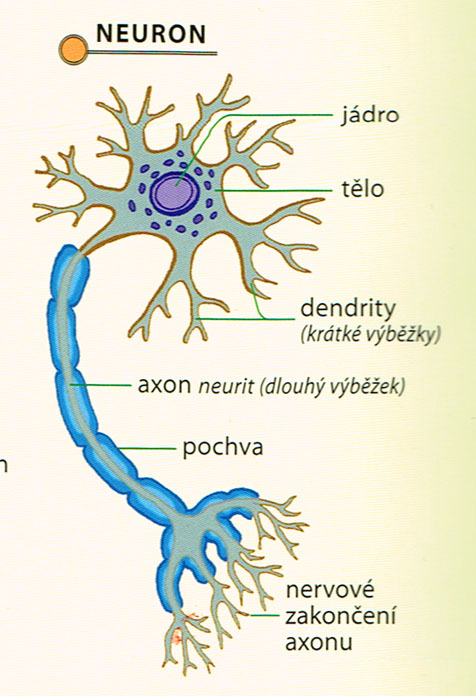 NEURON
jádro
tělo
dendrity
(krátké výběžky)
axon neurit (dlouhý výběžek)
pochva
nervové
zakončení
axonu